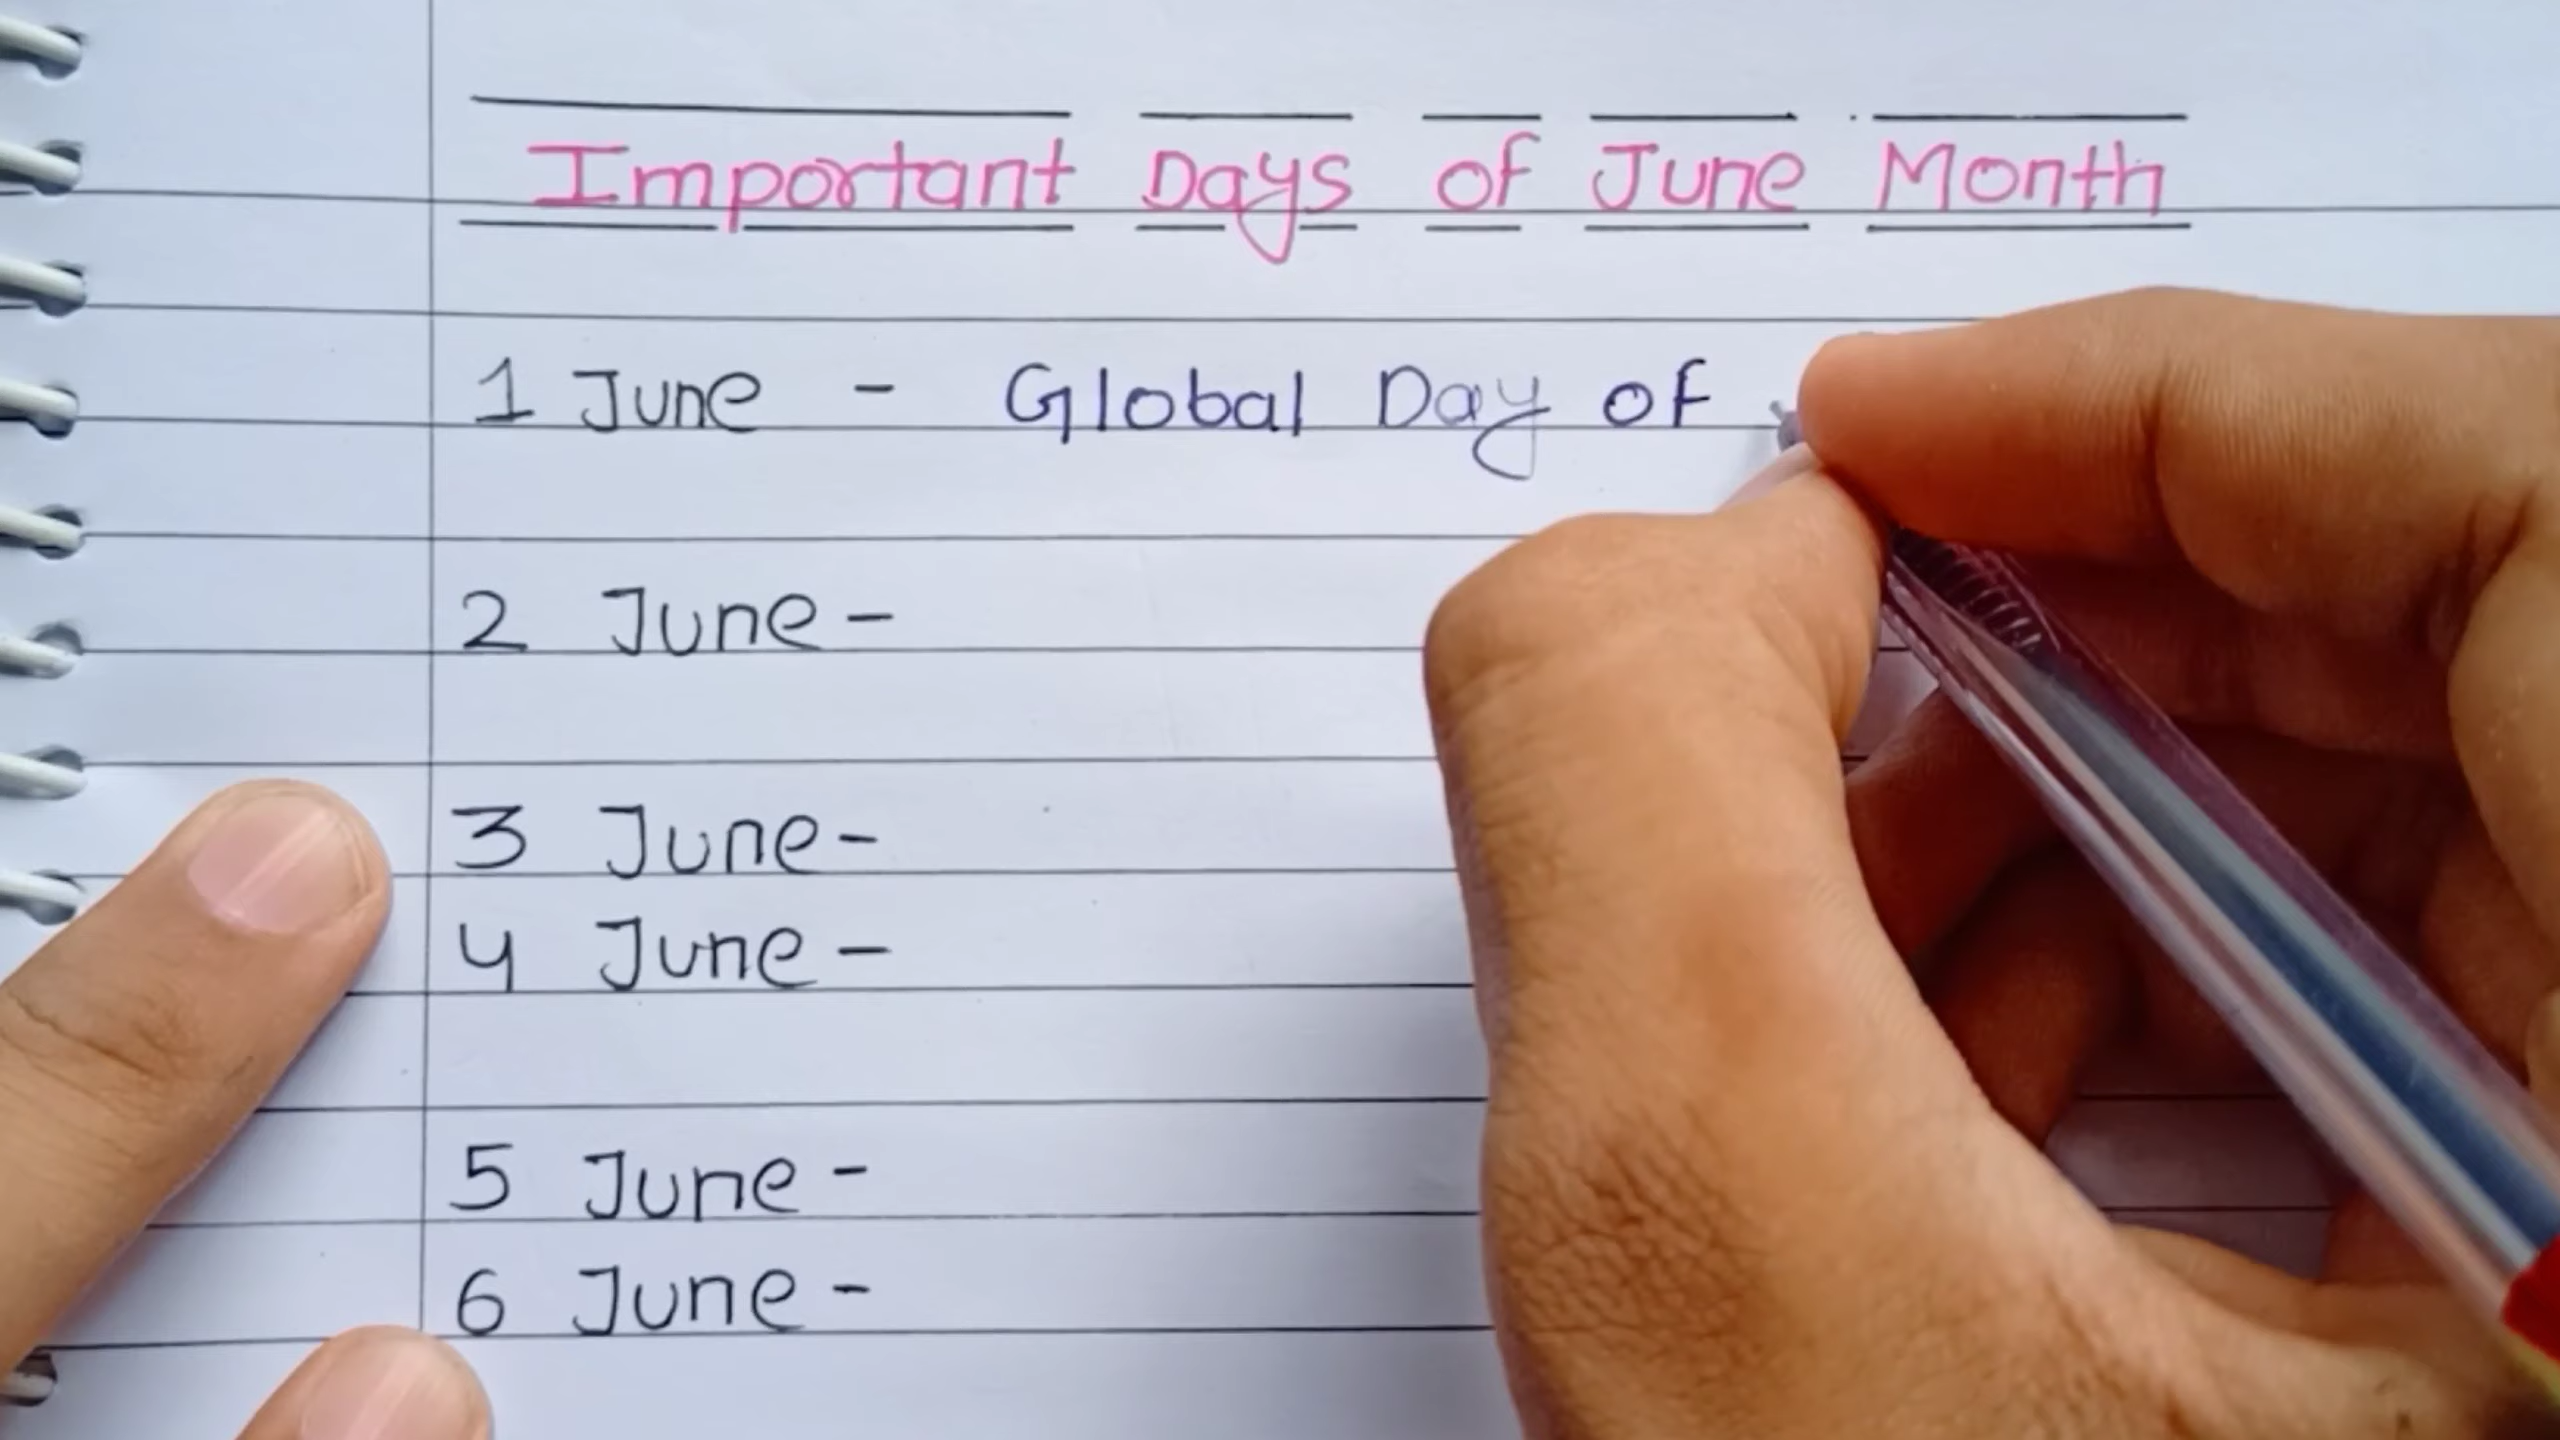 Important Days of June Month
1 June - Global Day of
2 June -
3 June -
4 June -
5 June -
6 June -